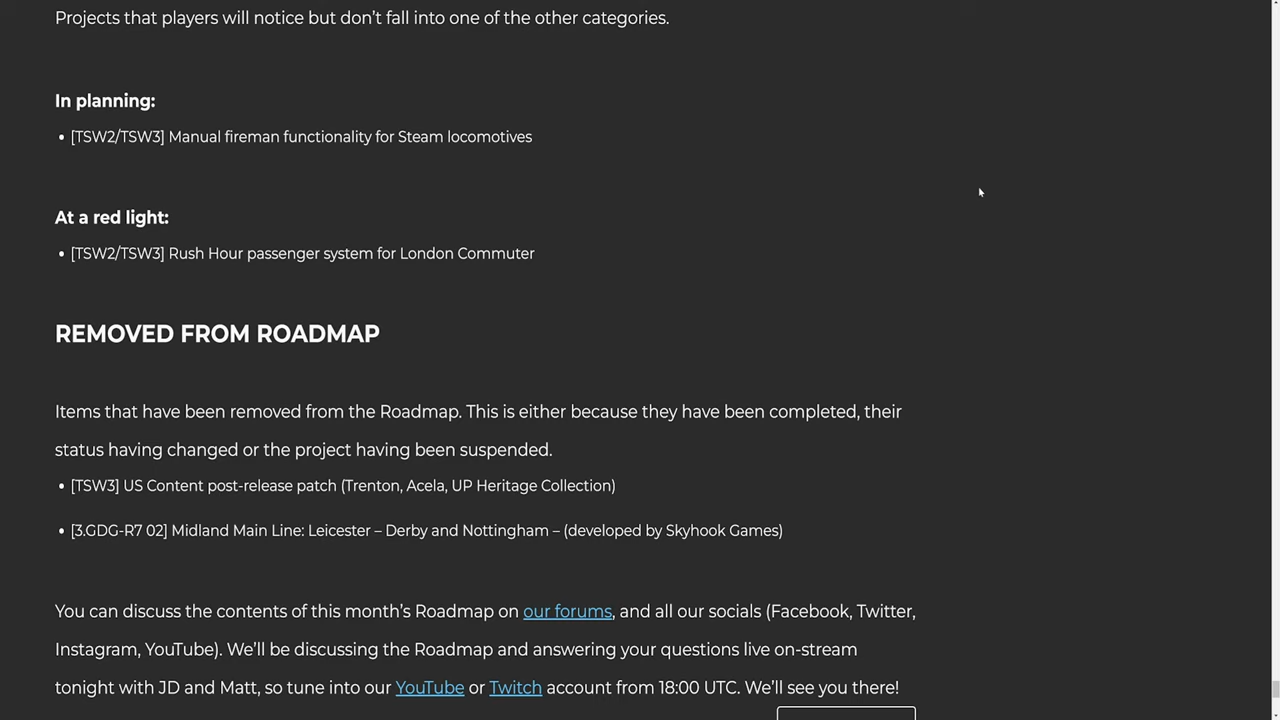 Projects that players will notice but don’t fall into one of the other categories.
In planning:
• [TSW2/TSW3] Manual fireman functionality for Steam locomotives
At a red light:
• [TSW2/TSW3] Rush Hour passenger system for London Commuter
REMOVED FROM ROADMAP
Items that have been removed from the Roadmap. This is either because they have been completed, their
status having changed or the project having been suspended.
• [TSW3] US Content post-release patch (Trenton, Acela, UP Heritage Collection)
• [3.GDG-R7 02] Midland Main Line: Leicester – Derby and Nottingham – (developed by Skyhook Games)
You can discuss the contents of this month’s Roadmap on our forums, and all our socials (Facebook, Twitter,
Instagram, YouTube). We’ll be discussing the Roadmap and answering your questions live on-stream
tonight with JD and Matt, so tune into our YouTube or Twitch account from 18:00 UTC. We’ll see you there!